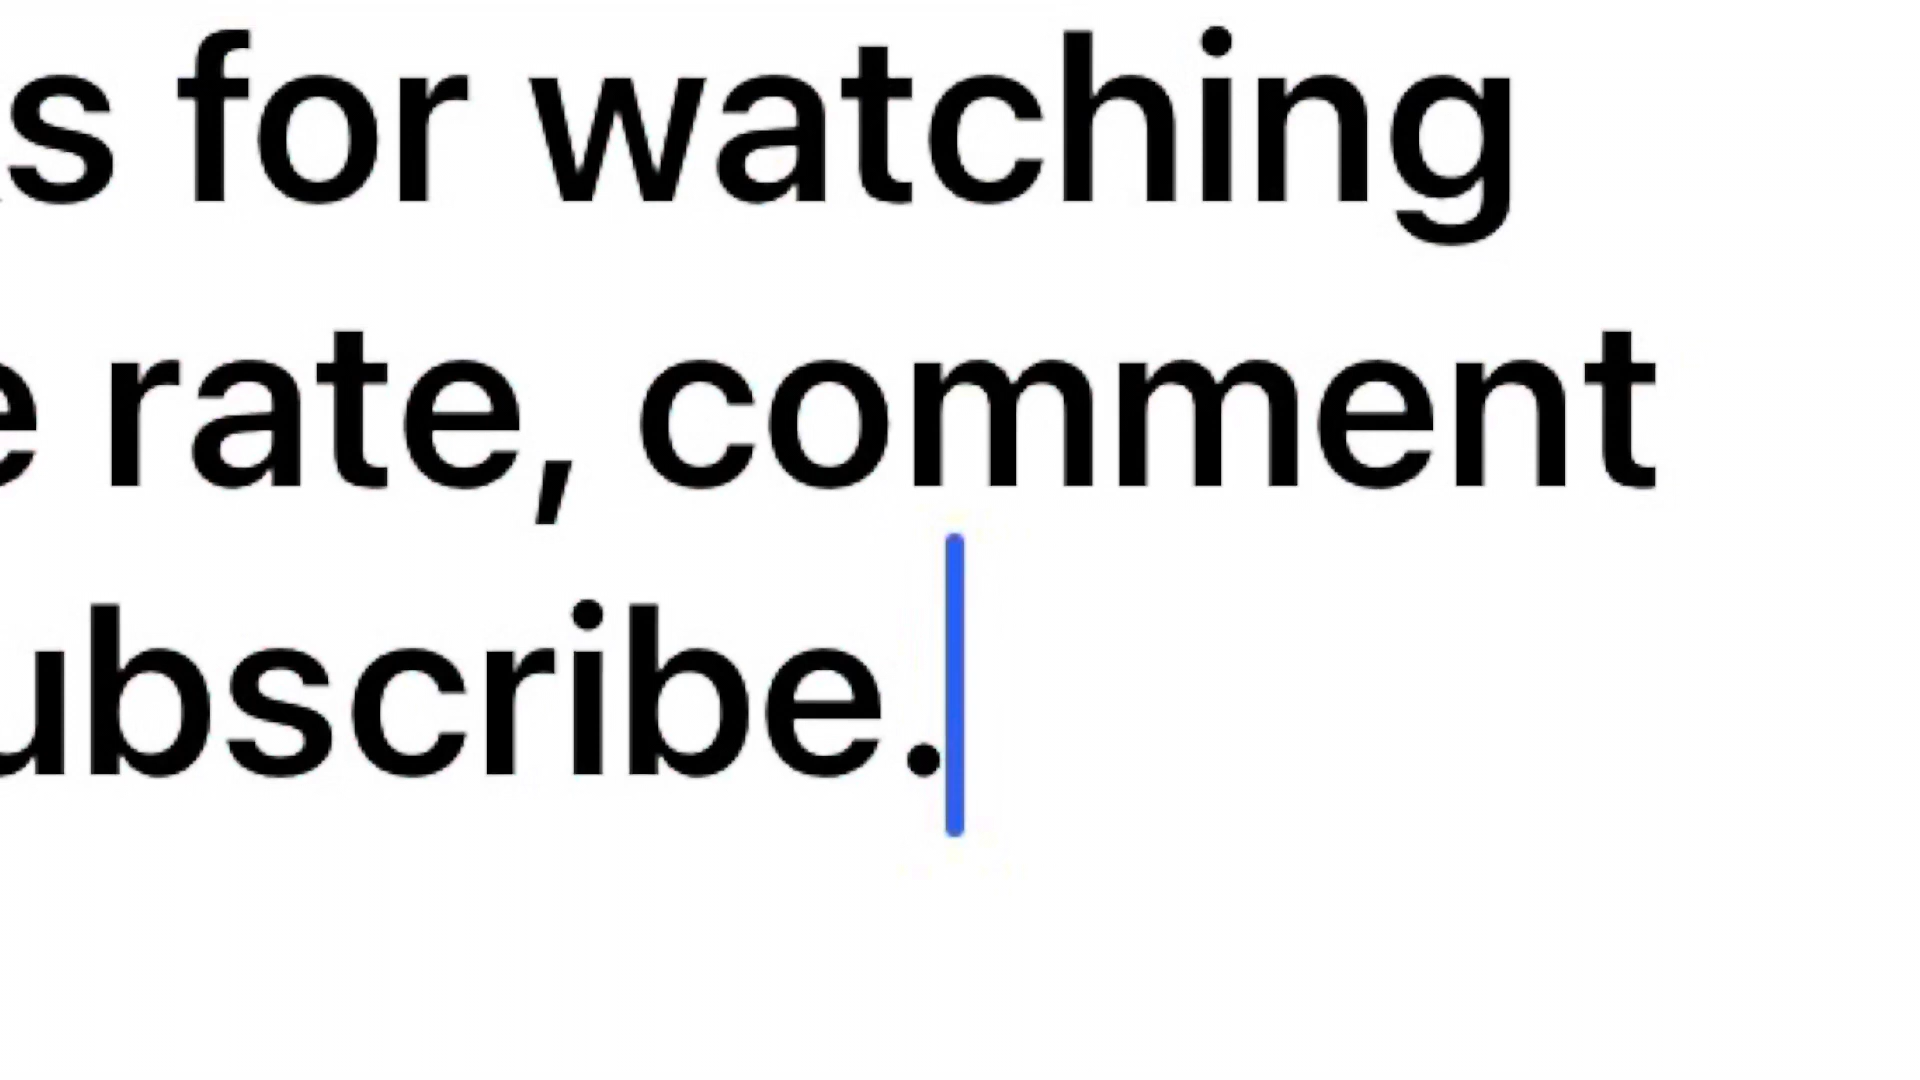 s for watching
e rate, comment
ubscribe.